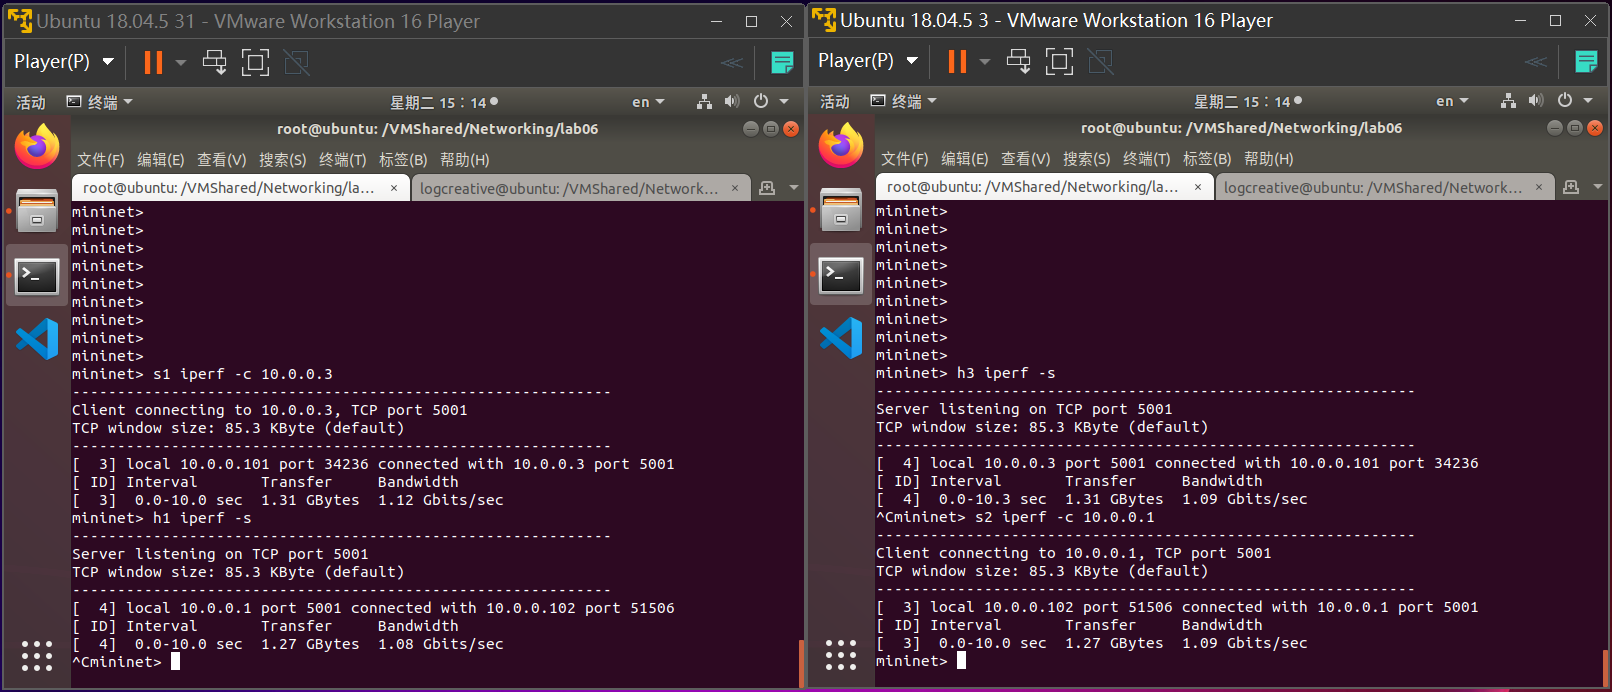 Ubuntu 18.04.5 31 - VMware Workstation 16 Player
Player(P)
活动 终端 星期二 15：14 en
root@ubuntu: /VMShared/Networking/lab06
文件(F) 编辑(E) 查看(V) 搜索(S) 终端(T) 标签(B) 帮助(H)
root@ubuntu: /VMShared/Networking/la... × logcreative@ubuntu: /VMShared/Network... ×
mininet>
mininet>
mininet>
mininet>
mininet>
mininet>
mininet>
mininet>
mininet>
mininet> s1 iperf -c 10.0.0.3
------------------------------------------------------------
Client connecting to 10.0.0.3, TCP port 5001
TCP window size: 85.3 KByte (default)
------------------------------------------------------------
[  3] local 10.0.0.101 port 34236 connected with 10.0.0.3 port 5001
[ ID] Interval       Transfer     Bandwidth
[  3]  0.0-10.0 sec  1.31 GBytes  1.12 Gbits/sec
mininet> h1 iperf -s
------------------------------------------------------------
Server listening on TCP port 5001
TCP window size: 85.3 KByte (default)
------------------------------------------------------------
[  4] local 10.0.0.1 port 5001 connected with 10.0.0.102 port 51506
[ ID] Interval       Transfer     Bandwidth
[  4]  0.0-10.0 sec  1.27 GBytes  1.08 Gbits/sec
^Cmininet>
Ubuntu 18.04.5 3 - VMware Workstation 16 Player
Player(P)
活动 终端 星期二 15：14 en
root@ubuntu: /VMShared/Networking/lab06
文件(F) 编辑(E) 查看(V) 搜索(S) 终端(T) 标签(B) 帮助(H)
root@ubuntu: /VMShared/Networking/la... × logcreative@ubuntu: /VMShared/Network... ×
mininet>
mininet>
mininet>
mininet>
mininet>
mininet>
mininet>
mininet>
mininet>
mininet> h3 iperf -s
------------------------------------------------------------
Server listening on TCP port 5001
TCP window size: 85.3 KByte (default)
------------------------------------------------------------
[  4] local 10.0.0.3 port 5001 connected with 10.0.0.101 port 34236
[ ID] Interval       Transfer     Bandwidth
[  4]  0.0-10.3 sec  1.31 GBytes  1.09 Gbits/sec
^Cmininet> s2 iperf -c 10.0.0.1
------------------------------------------------------------
Client connecting to 10.0.0.1, TCP port 5001
TCP window size: 85.3 KByte (default)
------------------------------------------------------------
[  3] local 10.0.0.102 port 51506 connected with 10.0.0.1 port 5001
[ ID] Interval       Transfer     Bandwidth
[  3]  0.0-10.0 sec  1.27 GBytes  1.09 Gbits/sec
mininet>